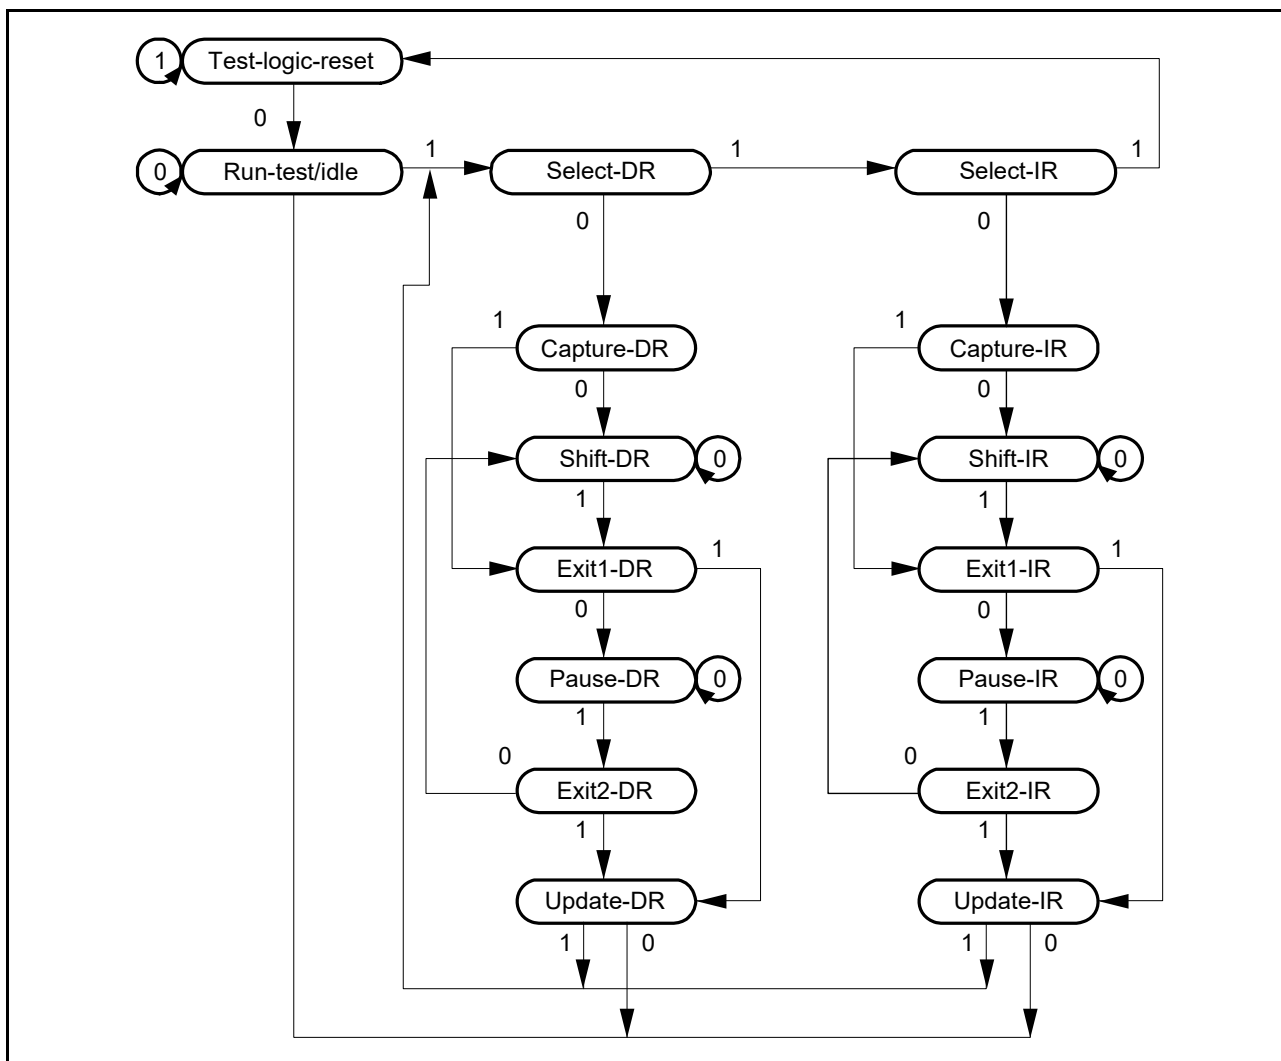 1 Test-logic-reset
0
0 Run-test/idle 1 Select-DR 1 Select-IR 1
0 0
1 Capture-DR 1 Capture-IR
0 0
Shift-DR 0 Shift-IR 0
1 1
Exit1-DR 1 Exit1-IR 1
0 0
Pause-DR 0 Pause-IR 0
1 1
0 Exit2-DR 0 Exit2-IR
1 1
Update-DR Update-IR
1 0 1 0